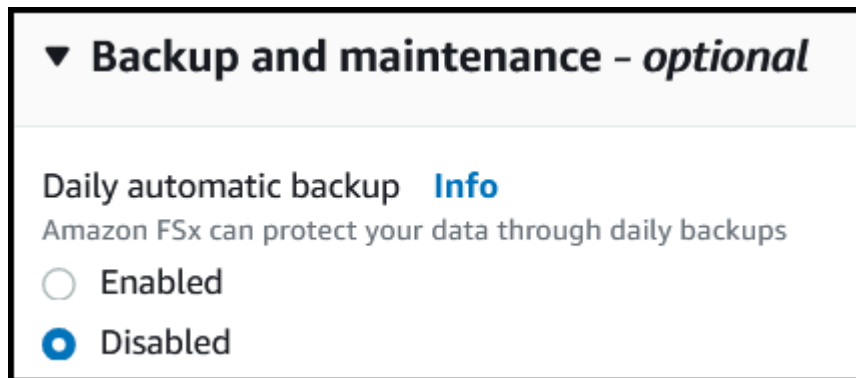 Backup and maintenance - optional
Daily automatic backup Info
Amazon FSx can protect your data through daily backups
Enabled
Disabled